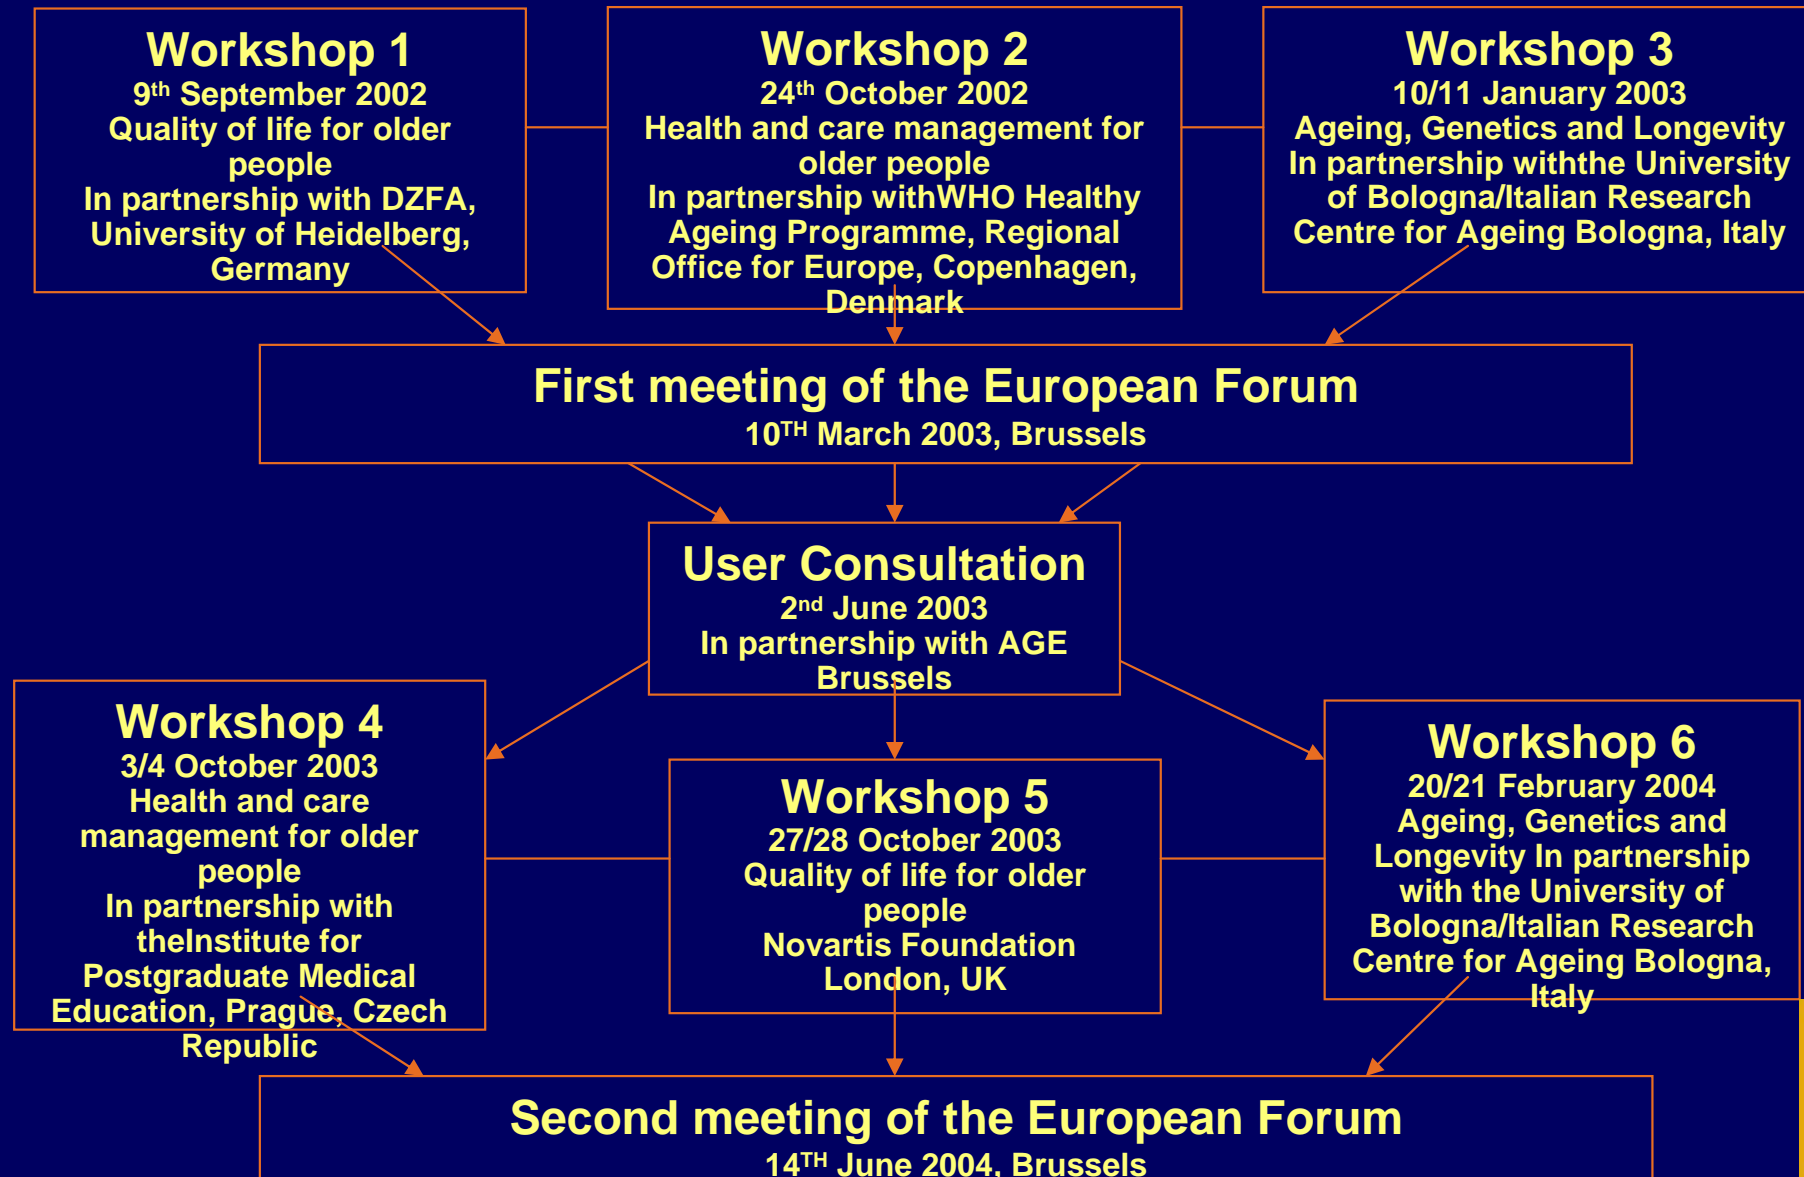 Workshop 1
9th September 2002
Quality of life for older
people
In partnership with DZFA,
University of Heidelberg,
Germany
Workshop 2
24th October 2002
Health and care management for
older people
In partnership withWHO Healthy
Ageing Programme, Regional
Office for Europe, Copenhagen,
Denmark
Workshop 3
10/11 January 2003
Ageing, Genetics and Longevity
In partnership withthe University
of Bologna/Italian Research
Centre for Ageing Bologna, Italy
First meeting of the European Forum
10TH March 2003, Brussels
User Consultation
2nd June 2003
In partnership with AGE
Brussels
Workshop 4
3/4 October 2003
Health and care
management for older
people
In partnership with
theInstitute for
Postgraduate Medical
Education, Prague, Czech
Republic
Workshop 5
27/28 October 2003
Quality of life for older
people
Novartis Foundation
London, UK
Workshop 6
20/21 February 2004
Ageing, Genetics and
Longevity In partnership
with the University of
Bologna/Italian Research
Centre for Ageing Bologna,
Italy
Second meeting of the European Forum
14TH June 2004, Brussels